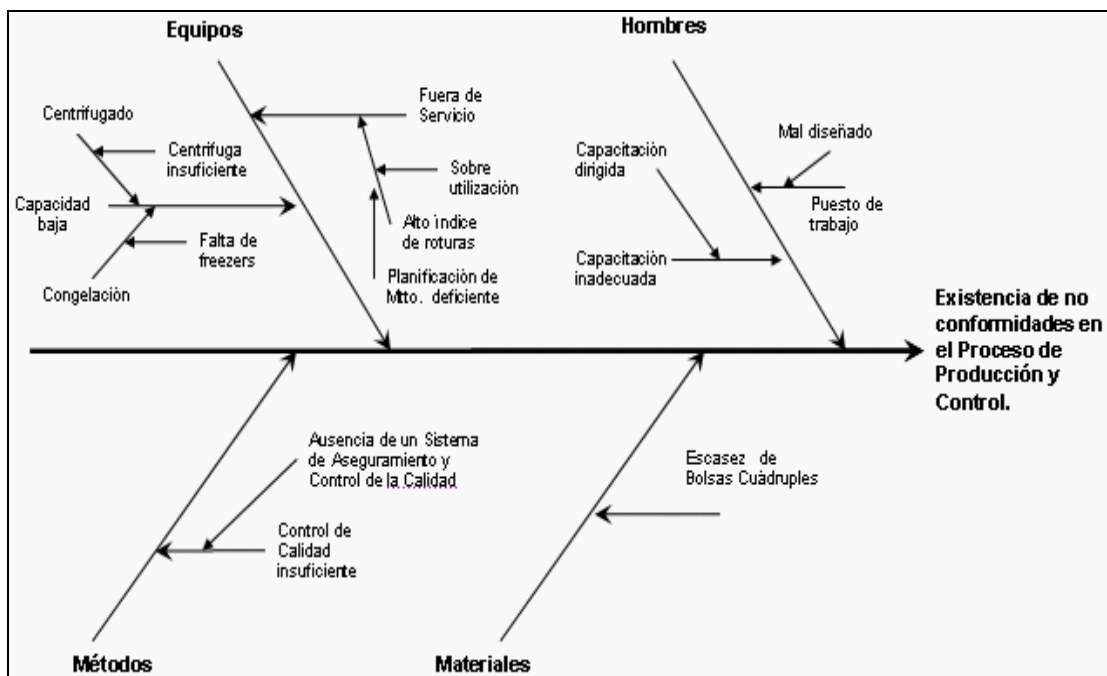 Equipos
Hombres
Centrifugado
Centrífuga
insuficiente
Capacidad
baja
Falta de
freezers
Congelación
Fuera de
Servicio
Sobre
utilización
Alto índice
de roturas
Planificación de
Mtto. deficiente
Capacitación
dirigida
Mal diseñado
Puesto de
trabajo
Capacitación
inadecuada
Existencia de no
conformidades en
el Proceso de
Producción y
Control.
Ausencia de un Sistema
de Aseguramiento y
Control de la Calidad
Control de
Calidad
insuficiente
Escasez de
Bolsas Cuádruples
Métodos
Materiales